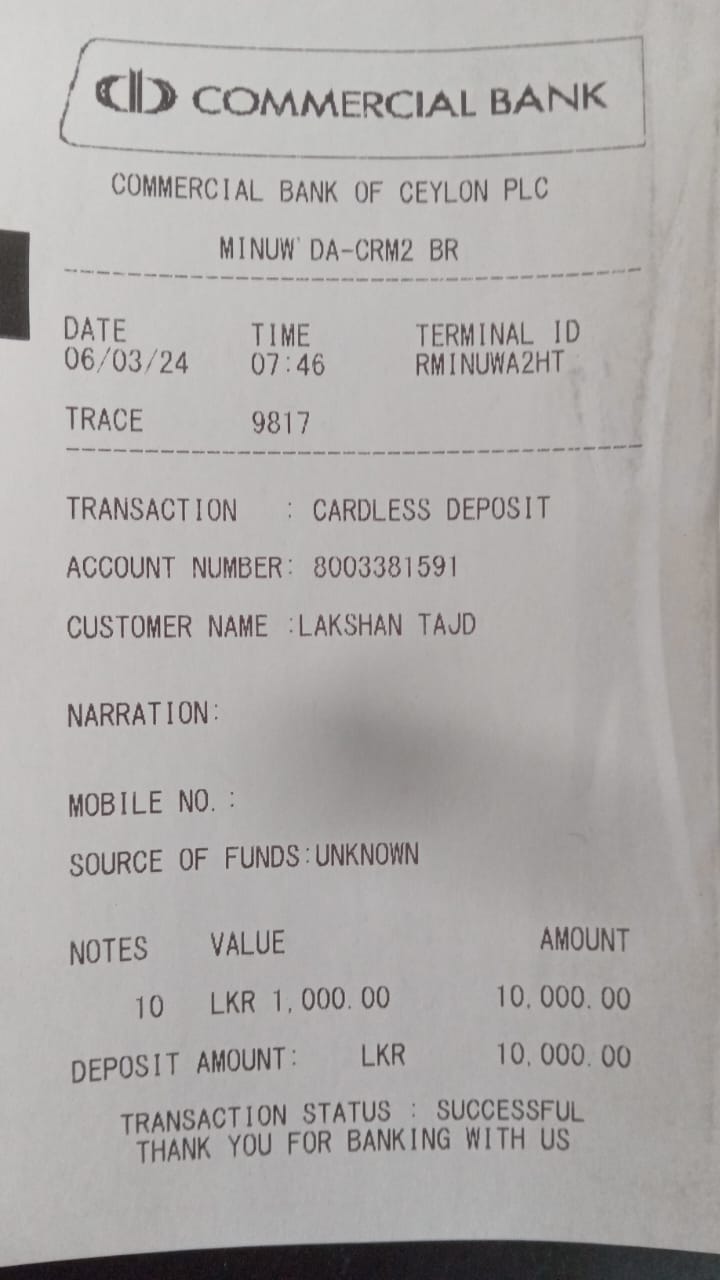 COMMERCIAL BANK
COMMERCIAL BANK OF CEYLON PLC
DA-CRM2 BR
DATE TIME TERMINAL ID
06/03/24 07:46 RMINUWA2HT
TRACE 9817
TRANSACTION : CARDLESS DEPOSIT
ACCOUNT NUMBER: 8003381591
CUSTOMER NAME :LAKSHAN TAJD
NARRATION:
MOBILE NO. :
SOURCE OF FUNDS:UNKNOWN
NOTES VALUE AMOUNT
10 LKR 1,000.00 10,000.00
DEPOSIT AMOUNT: LKR 10,000.00
TRANSACTION STATUS : SUCCESSFUL
THANK YOU FOR BANKING WITH US